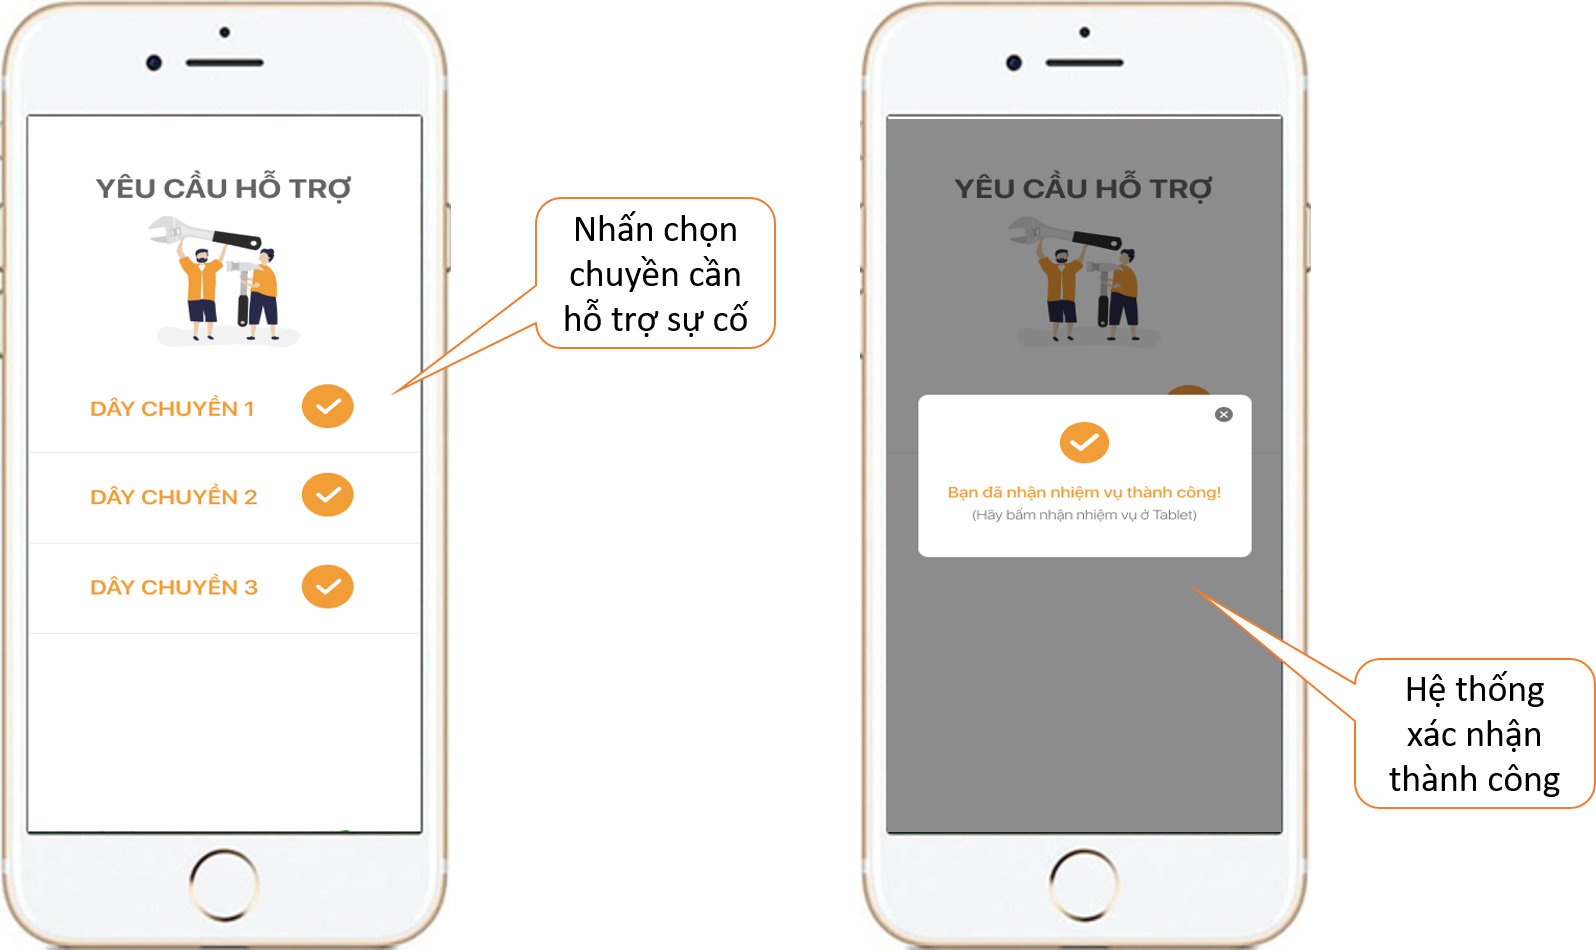 YÊU CẦU HỖ TRỢ
DÂY CHUYỀN 1
DÂY CHUYỀN 2
DÂY CHUYỀN 3
Nhấn chọn
chuyền cần
hỗ trợ sự cố
YÊU CẦU HỖ TRỢ
Bạn đã nhận nhiệm vụ thành công!
(Hãy bấm nhận nhiệm vụ ở Tablet)
Hệ thống
xác nhận
thành công